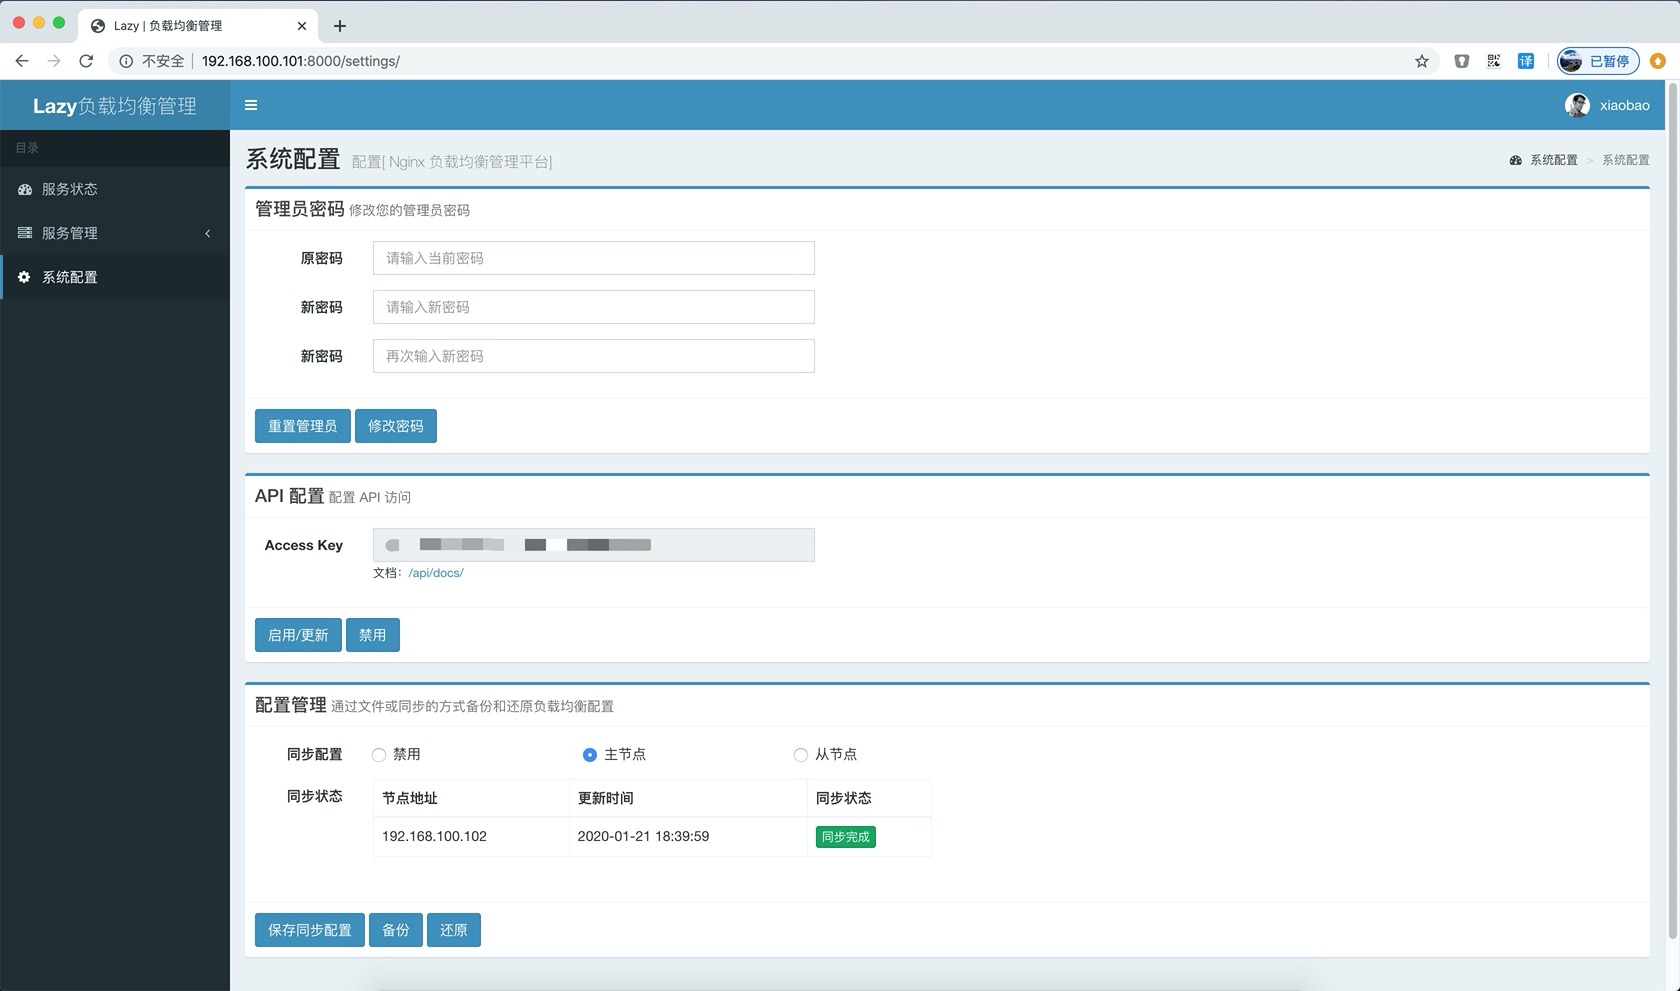 Lazy | 负载均衡管理
不安全 192.168.100.101:8000/settings/
译
已暂停
Lazy负载均衡管理
xiaobao
目录
服务状态
服务管理
系统配置
系统配置 配置[ Nginx 负载均衡管理平台]
系统配置 > 系统配置
管理员密码 修改您的管理员密码
原密码 请输入当前密码
新密码 请输入新密码
新密码 再次输入新密码
重置管理员 修改密码
API 配置 配置 API 访问
Access Key
文档: /api/docs/
启用/更新 禁用
配置管理 通过文件或同步的方式备份和还原负载均衡配置
同步配置 禁用 主节点 从节点
同步状态 节点地址 更新时间 同步状态
192.168.100.102 2020-01-21 18:39:59 同步完成
保存同步配置 备份 还原